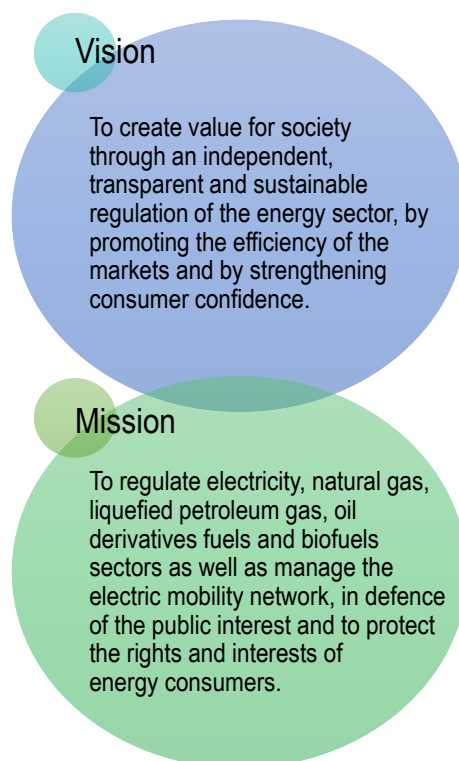 Vision
To create value for society
through an independent,
transparent and sustainable
regulation of the energy sector, by
promoting the efficiency of the
markets and by strengthening
consumer confidence.
Mission
To regulate electricity, natural gas,
liquefied petroleum gas, oil
derivatives fuels and biofuels
sectors as well as manage the
electric mobility network, in defence
of the public interest and to protect
the rights and interests of
energy consumers.